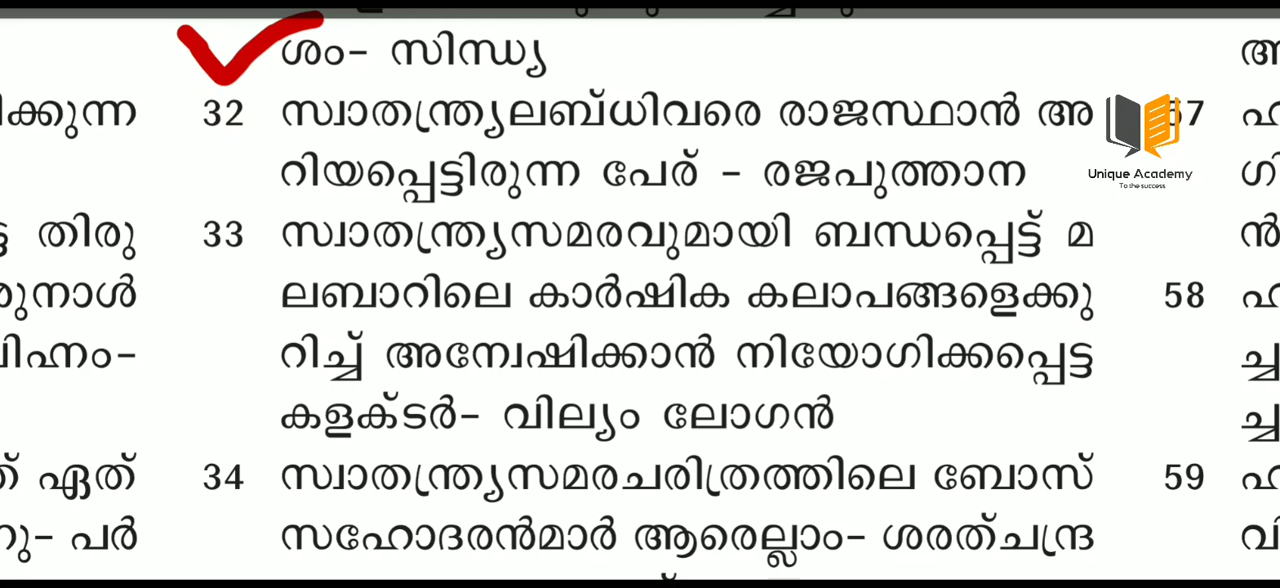 ശം- സിന്ധ്യ
32 സ്വാതന്ത്ര്യലബ്ധിവരെ രാജസ്ഥാൻ അ
റിയപ്പെട്ടിരുന്ന പേര് - രജപുത്താന
33 സ്വാതന്ത്ര്യസമരവുമായി ബന്ധപ്പെട്ട് മ
ലബാറിലെ കാർഷിക കലാപങ്ങളെക്കു
റിച്ച് അന്വേഷിക്കാൻ നിയോഗിക്കപ്പെട്ട
കളക്ടർ- വില്യം ലോഗൻ
34 സ്വാതന്ത്ര്യസമരചരിത്രത്തിലെ ബോസ്
സഹോദരൻമാർ ആരെല്ലാം- ശരത്ചന്ദ്ര
തിരു
ഏത്
പർ
58
59
Unique Academy
To the success